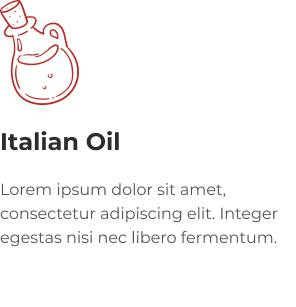 Italian Oil
Lorem ipsum dolor sit amet,
consectetur adipiscing elit. Integer
egestas nisi nec libero fermentum.